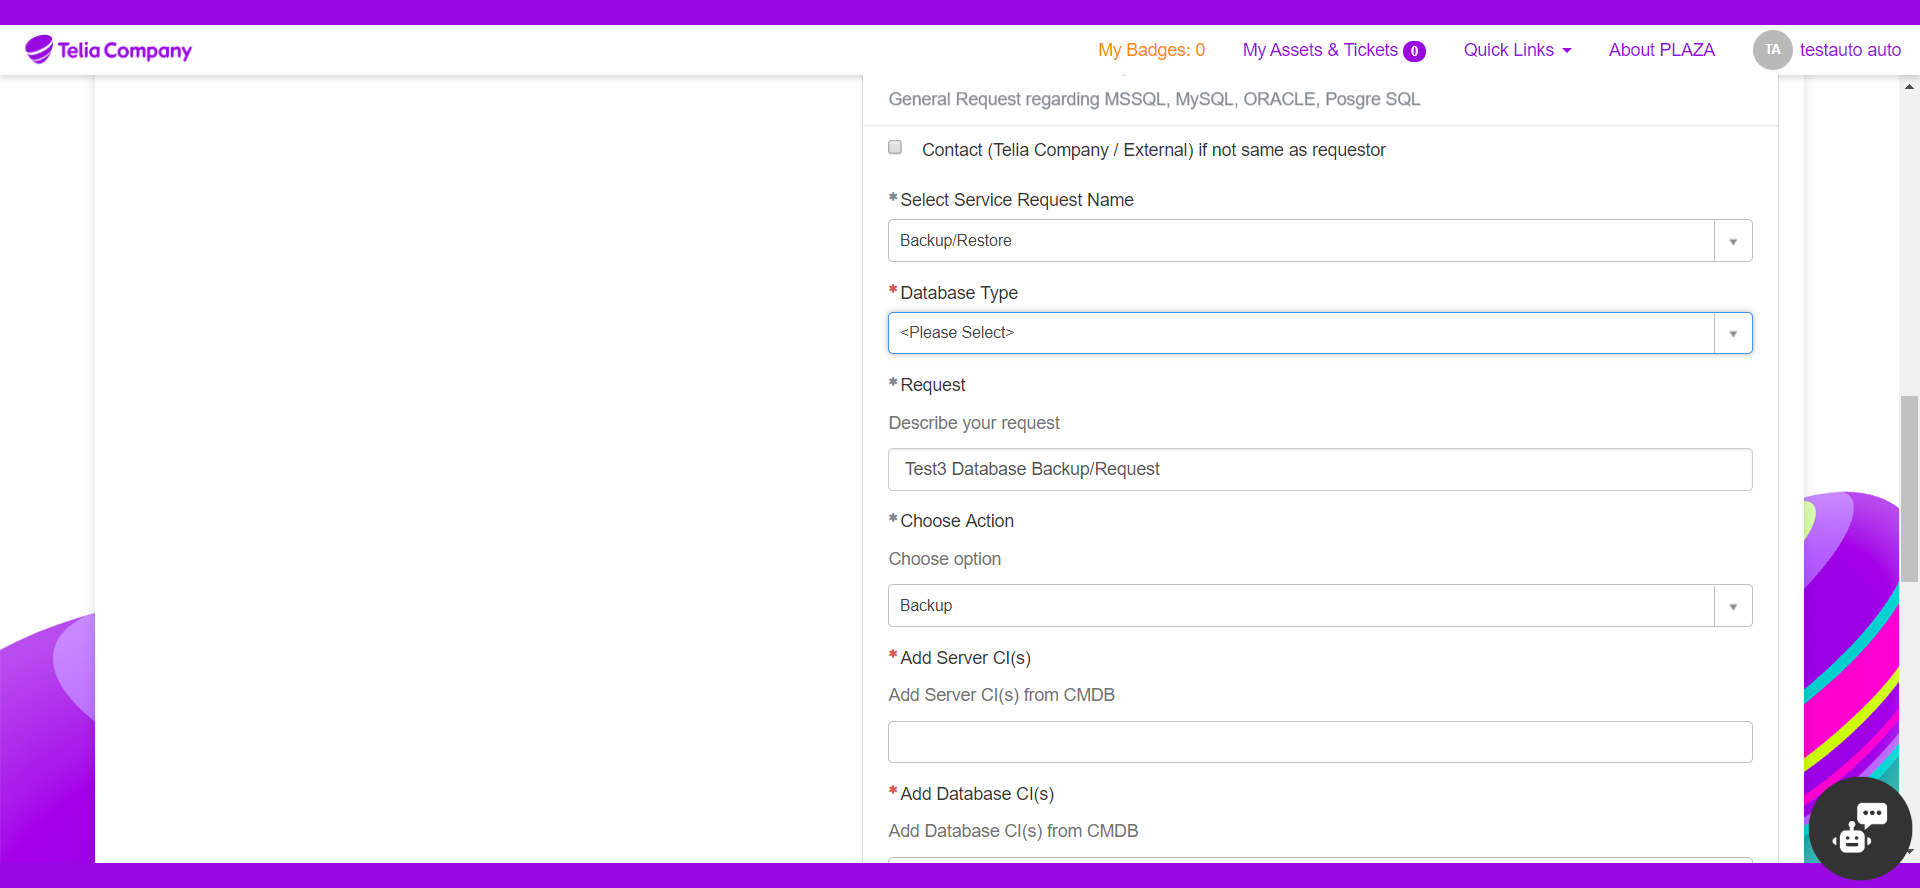 Telia Company
My Badges: 0
My Assets & Tickets 0
Quick Links
About PLAZA
TA
testauto auto
General Request regarding MSSQL, MySQL, ORACLE, Posgre SQL
Contact (Telia Company / External) if not same as requestor
* Select Service Request Name
Backup/Restore
* Database Type
<Please Select>
* Request
Describe your request
Test3 Database Backup/Request
* Choose Action
Choose option
Backup
* Add Server CI(s)
Add Server CI(s) from CMDB
* Add Database CI(s)
Add Database CI(s) from CMDB